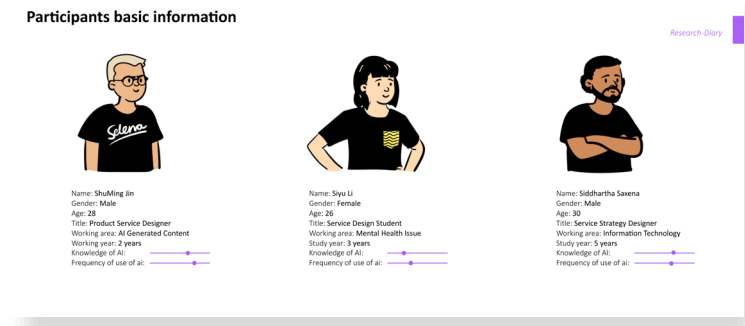 Participants basic information
Research-Diary
Selena
Name: ShuMing Jin
Gender: Male
Age: 28
Title: Product Service Designer
Working area: AI Generated Content
Working year: 2 years
Knowledge of AI:
Frequency of use of ai:
Name: Siyu Li
Gender: Female
Age: 26
Title: Service Design Student
Working area: Mental Health Issue
Study year: 3 years
Knowledge of AI:
Frequency of use of ai:
Name: Siddhartha Saxena
Gender: Male
Age: 30
Title: Service Strategy Designer
Working area: Information Technology
Study year: 5 years
Knowledge of AI:
Frequency of use of ai: